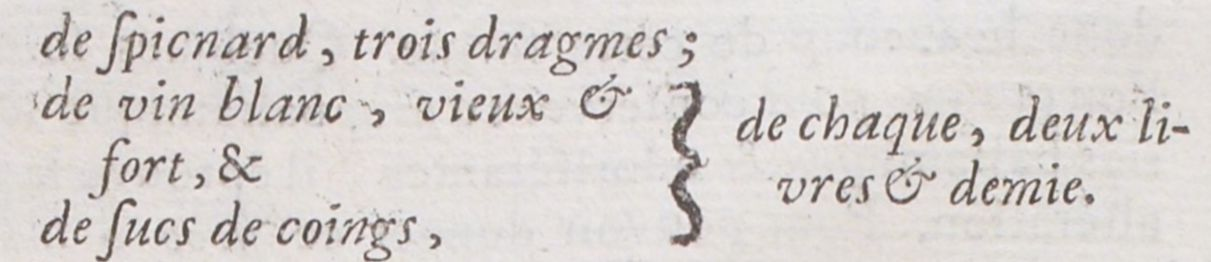 de ſpicnard, trois dragmes;
de vin blanc, vieux &
fort, &
de ſucs de coings,
de chaque, deux li-
vres & demie.